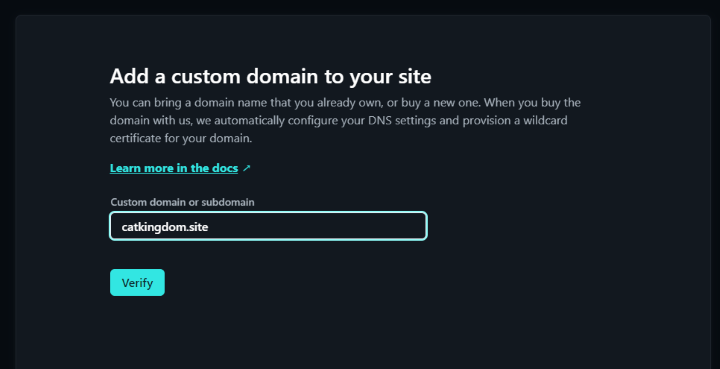 Add a custom domain to your site
You can bring a domain name that you already own, or buy a new one. When you buy the
domain with us, we automatically configure your DNS settings and provision a wildcard
certificate for your domain.
Learn more in the docs ↗
Custom domain or subdomain
catkingdom.site
Verify